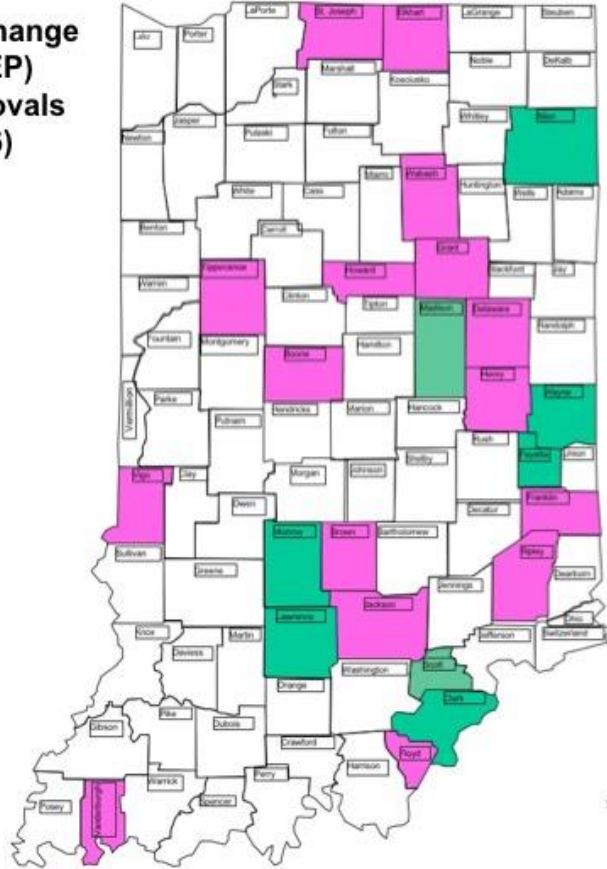 hange
EP)
ovals
6)
LaPorte
St. Joseph
Elkhart
LaGrange
Steuben
Lake
Porter
Noble
DeKalb
Marshall
Kosciusko
Stark
Jasper
Newton
Pulaski
Fulton
Whitley
Allen
White
Cass
Miami
Wabash
Huntington
Wells
Adams
Benton
Carroll
Grant
Tippecanoe
Howard
Blackford
Jay
Warren
Clinton
Tipton
Madison
Delaware
Randolph
Fountain
Montgomery
Boone
Hamilton
Henry
Wayne
Vermillion
Parke
Putnam
Hendricks
Marion
Hancock
Rush
Fayette
Union
Shelby
Vigo
Clay
Morgan
Johnson
Franklin
Owen
Decatur
Monroe
Brown
Bartholomew
Ripley
Dearborn
Sullivan
Greene
Jennings
Jackson
Lawrence
Ohio
Switzerland
Jefferson
Knox
Daviess
Martin
Washington
Scott
Orange
Clark
Gibson
Pike
Dubois
Crawford
Floyd
Harrison
Posey
Vanderburgh
Warrick
Spencer
Perry